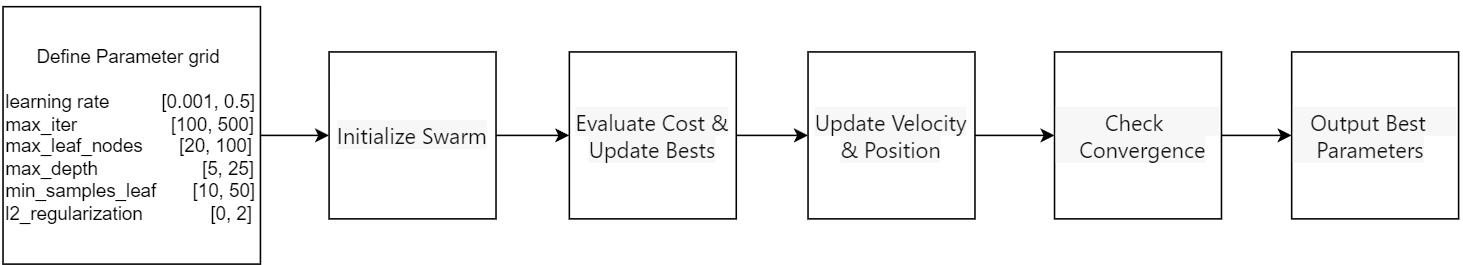 Define Parameter grid
learning rate [0.001, 0.5]
max_iter [100, 500]
max_leaf_nodes [20, 100]
max_depth [5, 25]
min_samples_leaf [10, 50]
l2_regularization [0, 2]
Initialize Swarm
Evaluate Cost &
Update Bests
Update Velocity
& Position
Check
Convergence
Output Best
Parameters